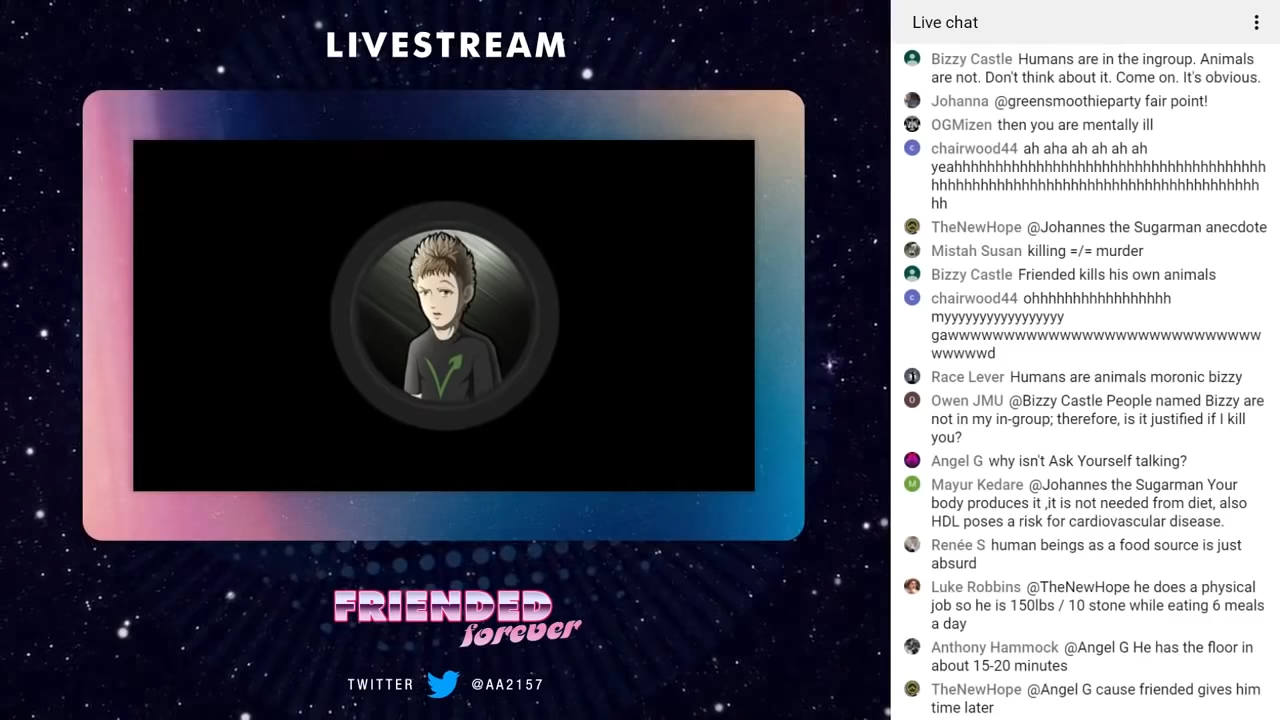 LIVESTREAM
FRIENDED
forever
TWITTER @AA2157
Live chat
Bizzy Castle Humans are in the ingroup. Animals
are not. Don't think about it. Come on. It's obvious.
Johanna @greensmoothieparty fair point!
OGMizen then you are mentally ill
chairwood44 ah aha ah ah ah ah
yeahhhhhhhhhhhhhhhhhhhhhhhhhhhhhhhhhhhhhh
hhhhhhhhhhhhhhhhhhhhhhhhhhhhhhhhhhhhhhhh
hh
TheNewHope @Johannes the Sugarman anecdote
Mistah Susan killing =/= murder
Bizzy Castle Friended kills his own animals
chairwood44 ohhhhhhhhhhhhhhhhh
myyyyyyyyyyyyyyyy
gawwwwwwwwwwwwwwwwwwwwwwwwwwwww
wwwwwd
Race Lever Humans are animals moronic bizzy
Owen JMU @Bizzy Castle People named Bizzy are
not in my in-group; therefore, is it justified if I kill
you?
Angel G why isn't Ask Yourself talking?
Mayur Kedare @Johannes the Sugarman Your
body produces it ,it is not needed from diet, also
HDL poses a risk for cardiovascular disease.
Renée S human beings as a food source is just
absurd
Luke Robbins @TheNewHope he does a physical
job so he is 150lbs / 10 stone while eating 6 meals
a day
Anthony Hammock @Angel G He has the floor in
about 15-20 minutes
TheNewHope @Angel G cause friended gives him
time later